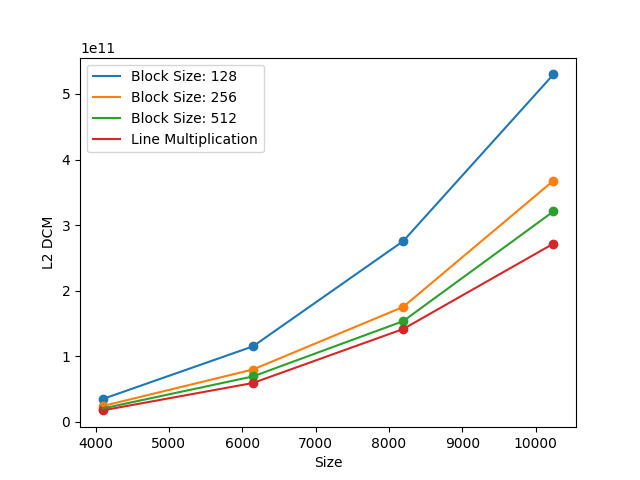 1e11
Block Size: 128
Block Size: 256
Block Size: 512
Line Multiplication
5
4
3
2
1
0
L2 DCM
4000 5000 6000 7000 8000 9000 10000
Size